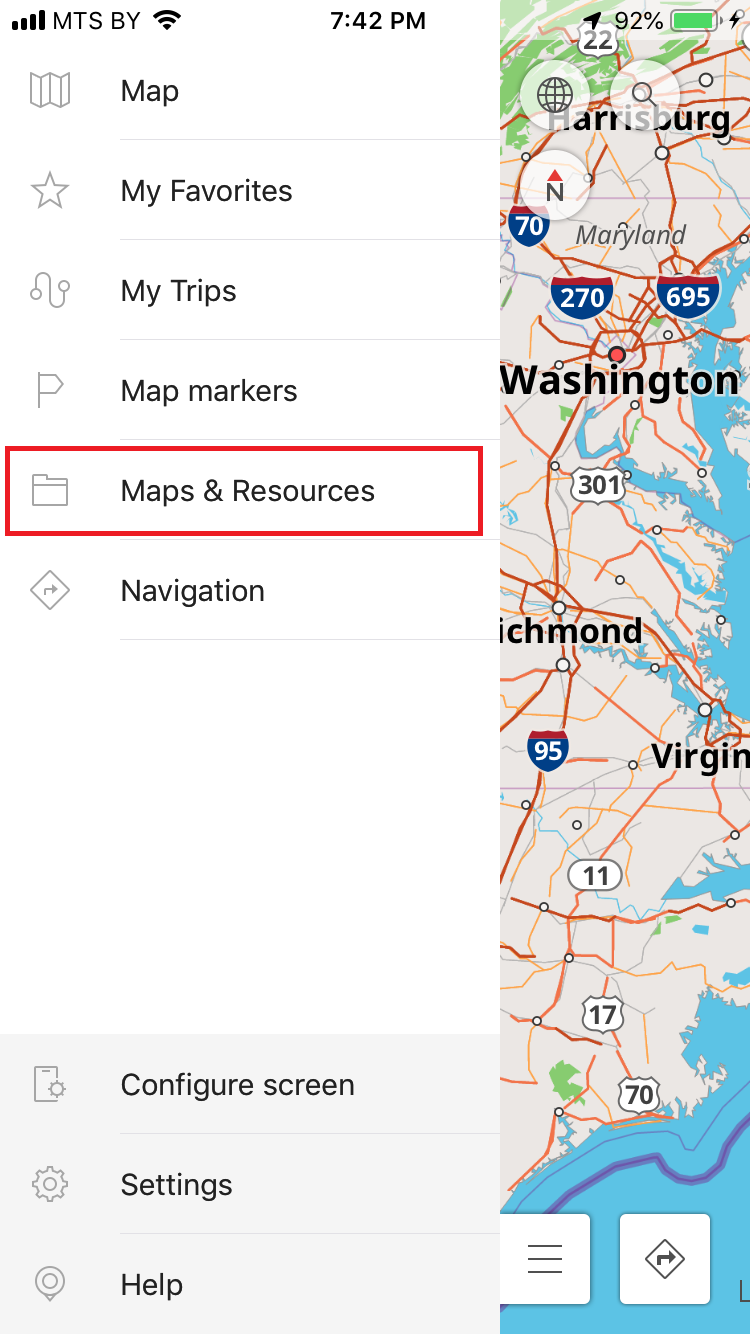 MTS BY
7:42 PM
92%
Map
My Favorites
My Trips
Map markers
Maps & Resources
Navigation
Configure screen
Settings
Help
22
Harrisburg
N
70
Maryland
270
695
Washington
301
ichmond
95
Virgin
11
17
70
L